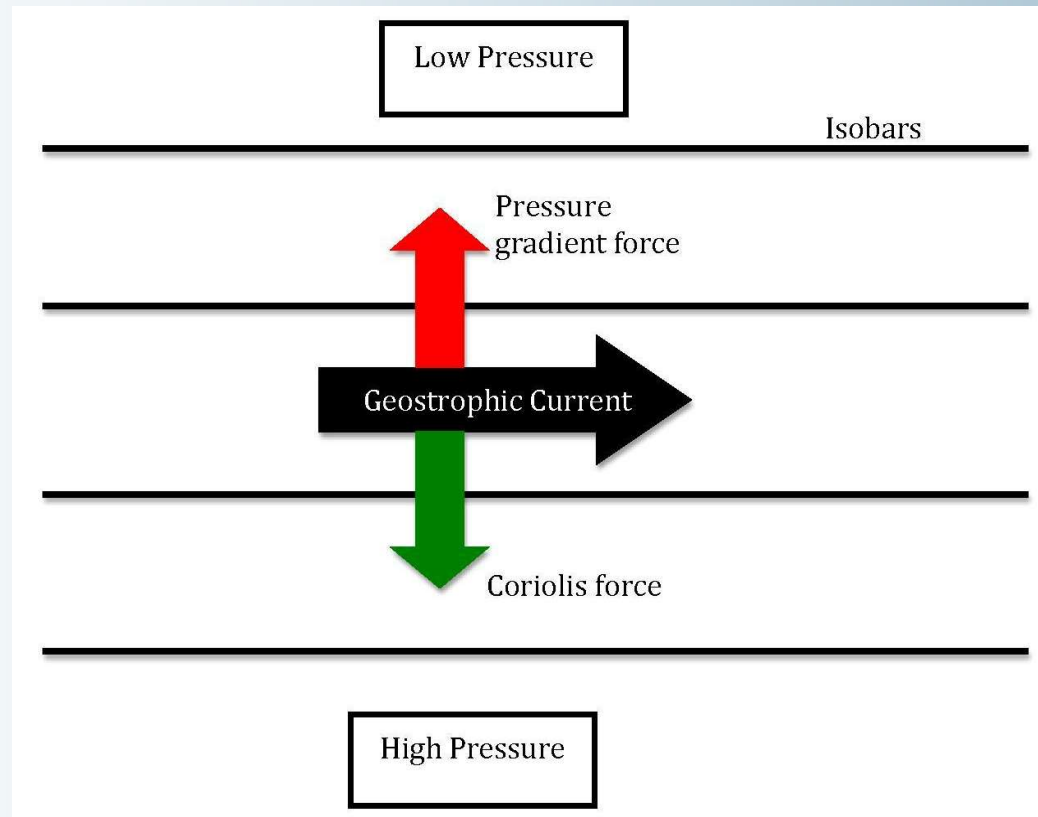 Low Pressure
Isobars
Pressure
gradient force
Geostrophic Current
Coriolis force
High Pressure